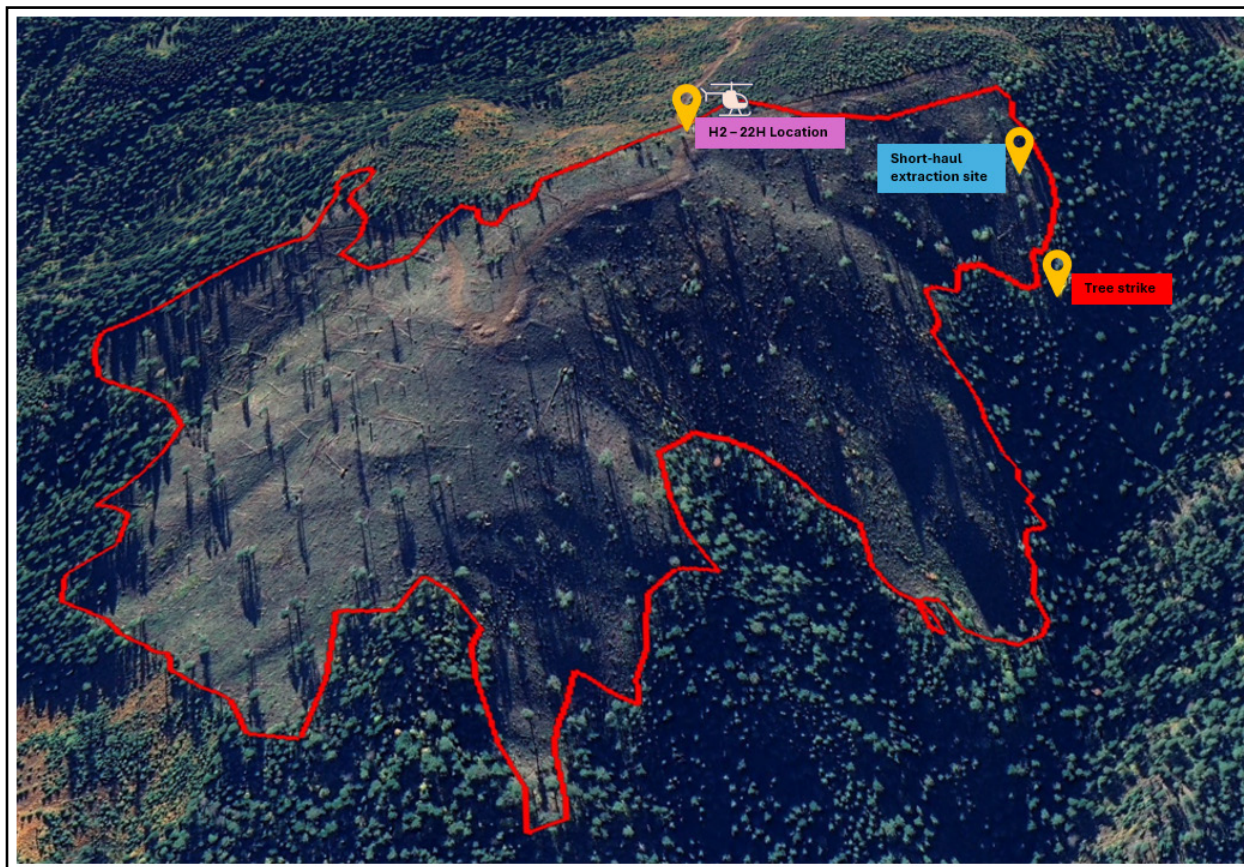 H2 – 22H Location
Short-haul
extraction site
Tree strike